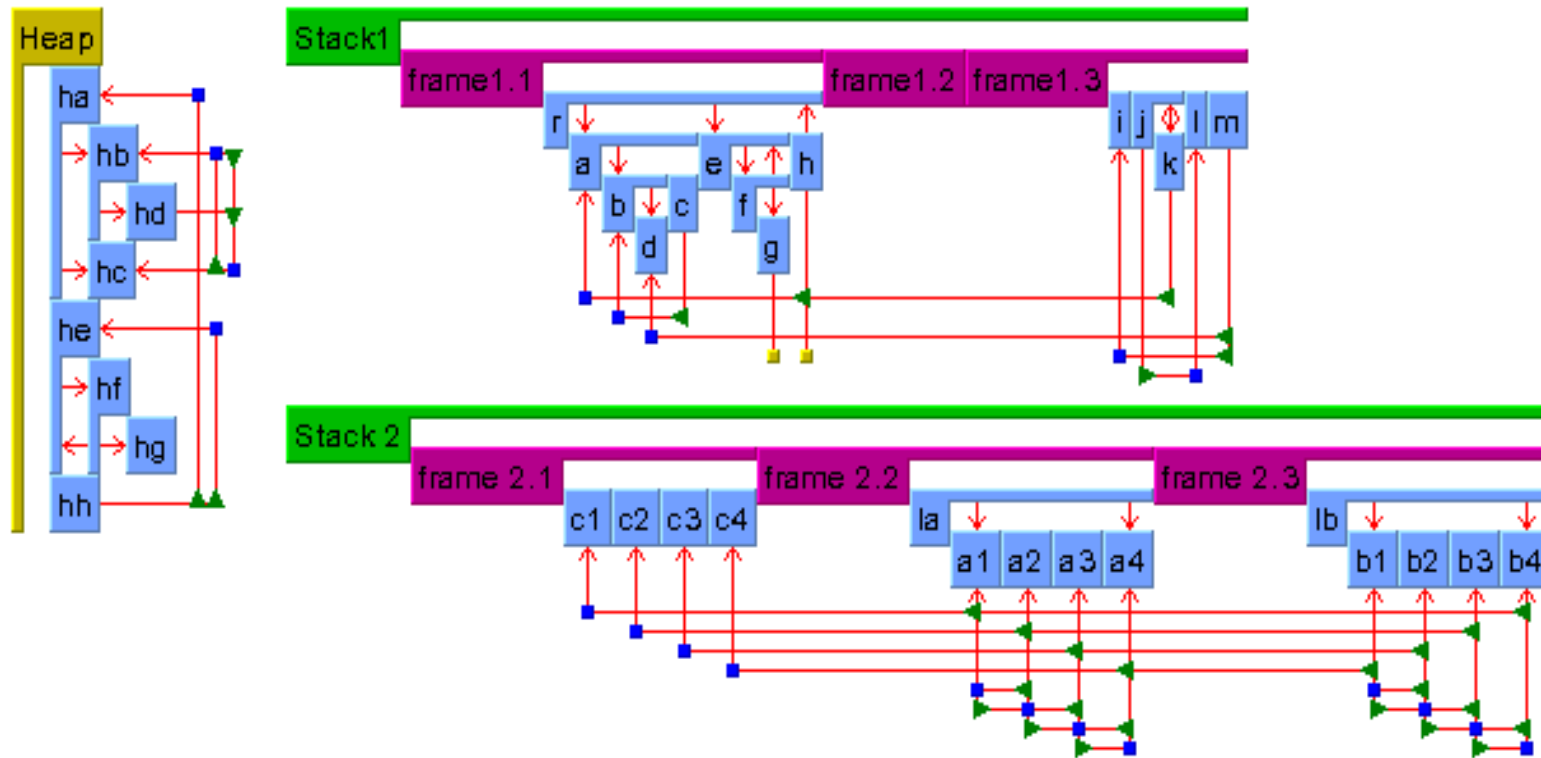 Heap
ha
hb
hd
hc
he
hf
hg
hh
Stack1
frame1.1 frame1.2 frame1.3
r i j l m
a e h k
b c f
d g
Stack 2
frame 2.1 frame 2.2 frame 2.3
c1 c2 c3 c4 la lb
a1 a2 a3 a4 b1 b2 b3 b4